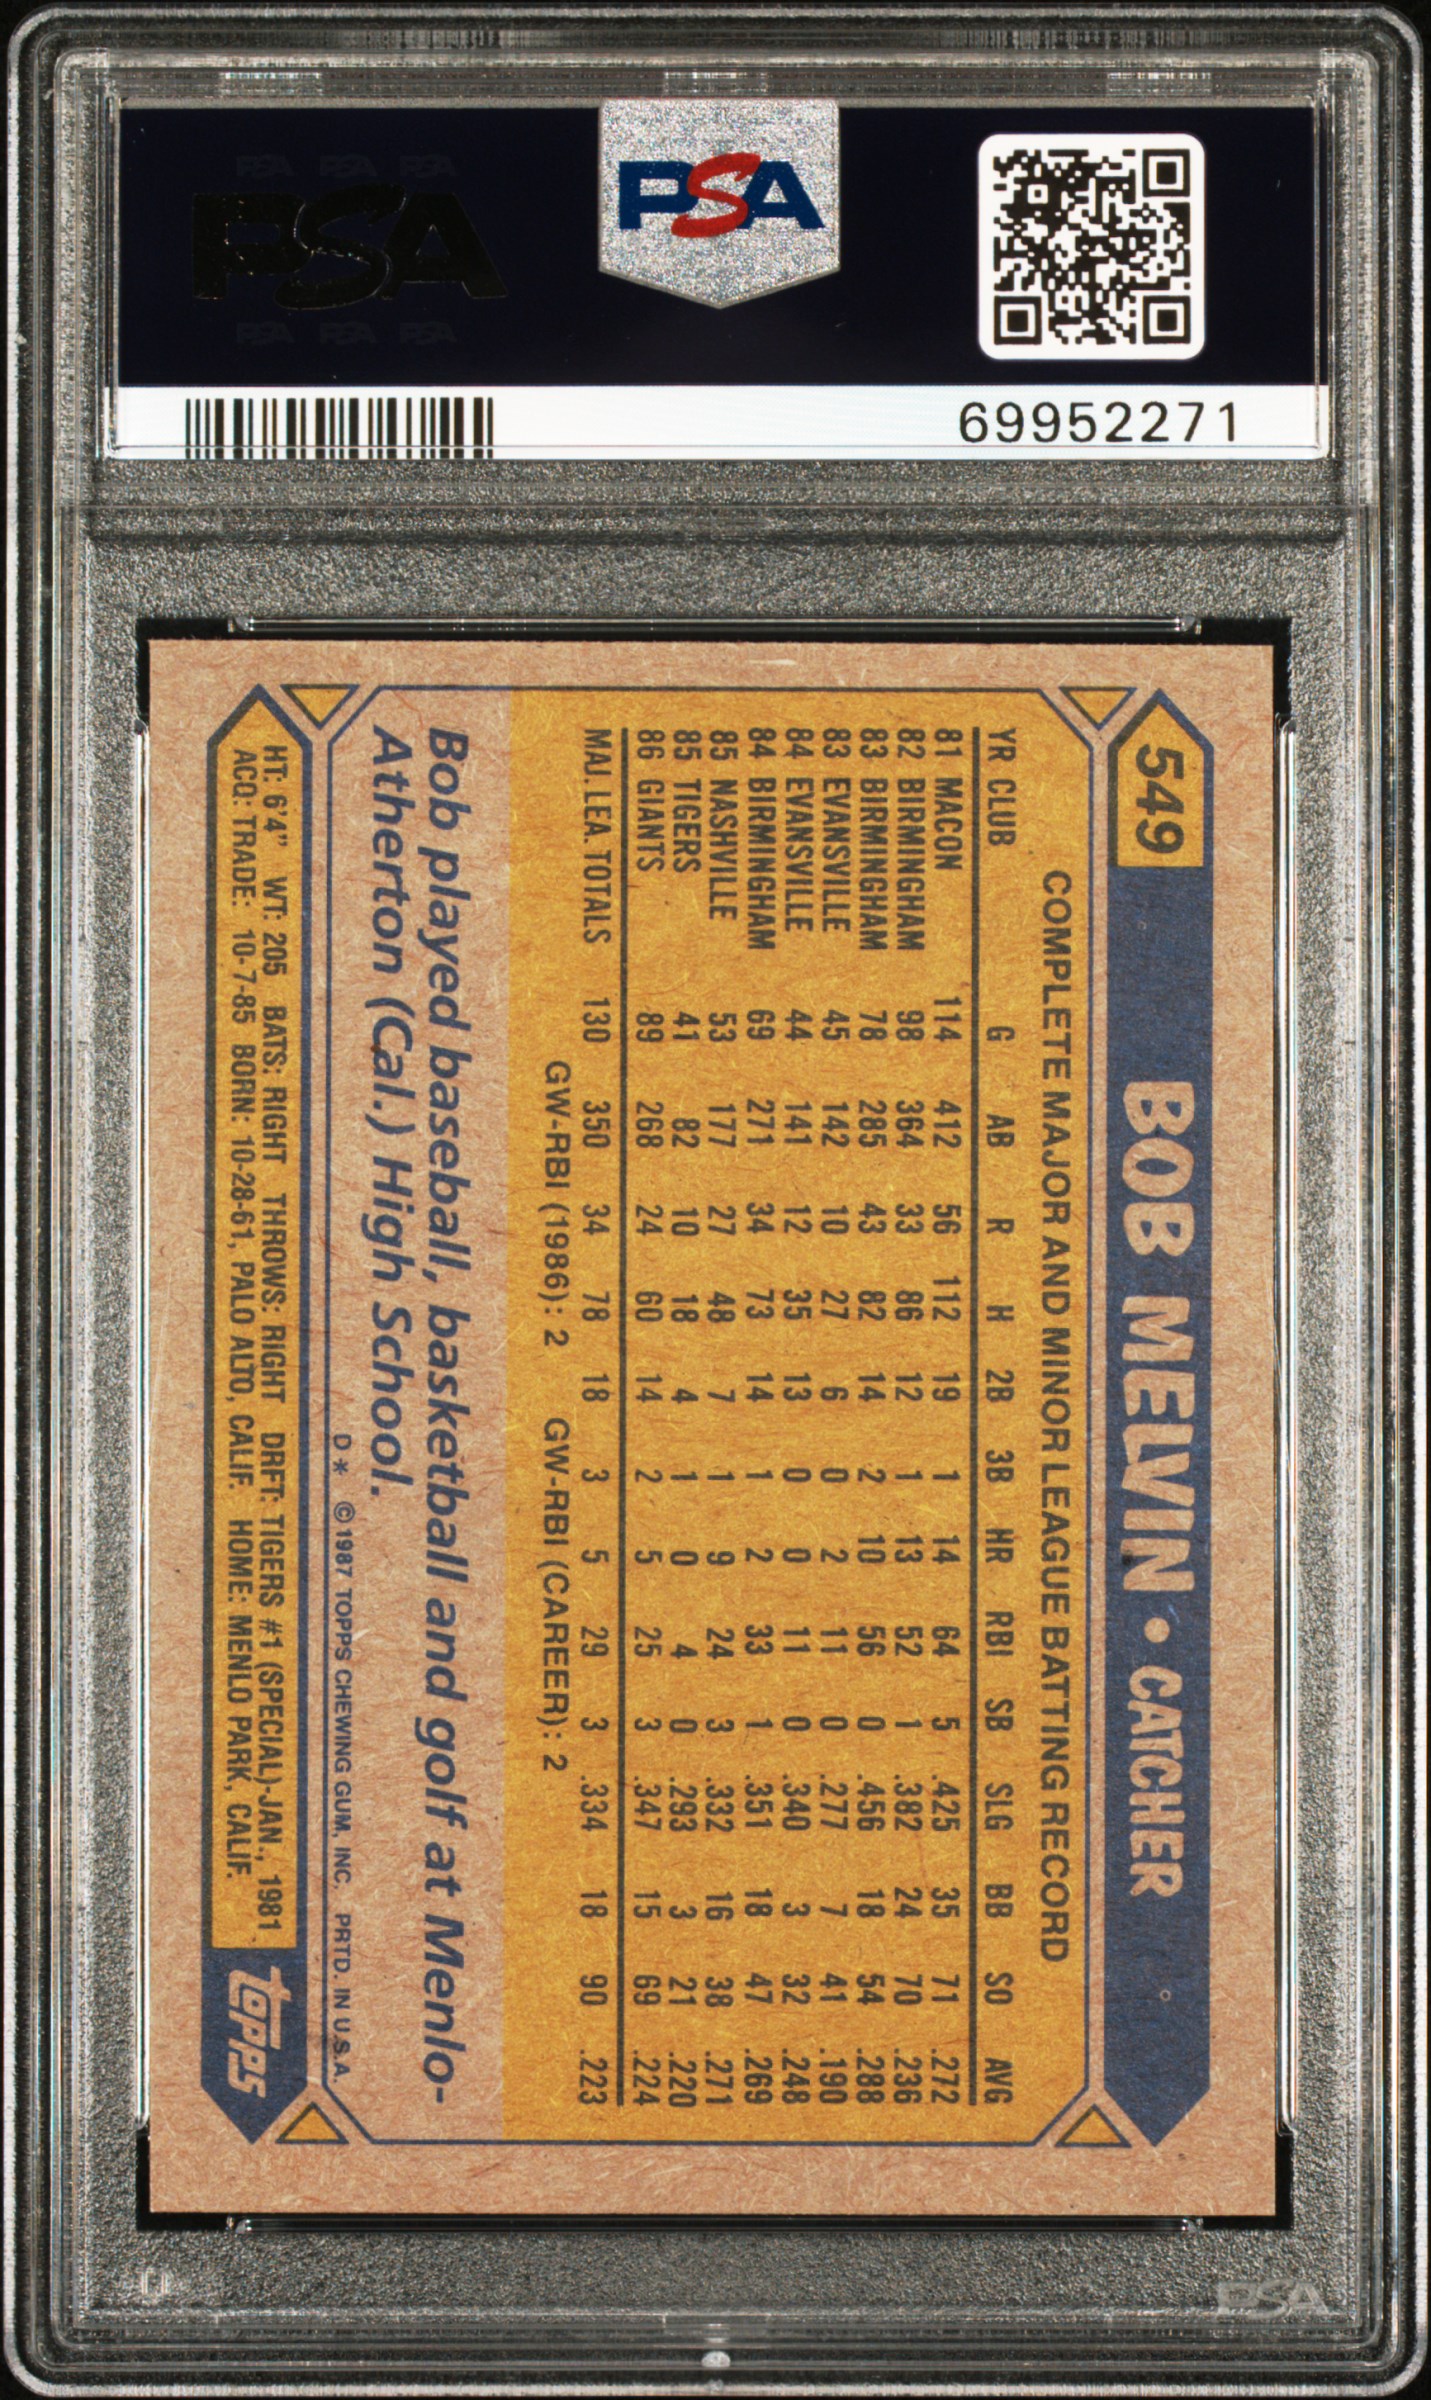 PSA PSA PSA
PSA
PSA PSA PSA
PSA
69952271
549 BOB MELVIN • CATCHER
COMPLETE MAJOR AND MINOR LEAGUE BATTING RECORD
YR CLUB G AB R H 2B 3B HR RBI SB SLG BB SO AVG
81 MACON 114 412 56 112 19 1 14 64 5 .425 35 71 .272
82 BIRMINGHAM 98 364 33 86 12 1 13 52 1 .382 24 70 .236
83 BIRMINGHAM 78 285 43 82 14 2 10 56 0 .456 18 54 .288
83 EVANSVILLE 45 142 10 27 6 0 2 11 0 .277 7 41 .190
84 EVANSVILLE 44 141 12 35 13 0 0 11 0 .340 3 32 .248
84 BIRMINGHAM 69 271 34 73 14 1 2 33 1 .351 18 47 .269
85 NASHVILLE 53 177 27 48 7 1 9 24 3 .332 16 38 .271
85 TIGERS 41 82 10 18 4 1 0 4 0 .293 3 21 .220
86 GIANTS 89 268 24 60 14 2 5 25 3 .347 15 69 .224
MAJ. LEA. TOTALS 130 350 34 78 18 3 5 29 3 .334 18 90 .223
GW-RBI (1986): 2 GW-RBI (CAREER): 2
Bob played baseball, basketball and golf at Menlo-
Atherton (Cal.) High School.
D* © 1987 TOPPS CHEWING GUM, INC. PRTD. IN U.S.A.
HT: 6'4" WT: 205 BATS: RIGHT THROWS: RIGHT DRFT: TIGERS #1 (SPECIAL)-JAN., 1981
ACQ: TRADE: 10-7-85 BORN: 10-28-61, PALO ALTO, CALIF. HOME: MENLO PARK, CALIF.
topps
PSA